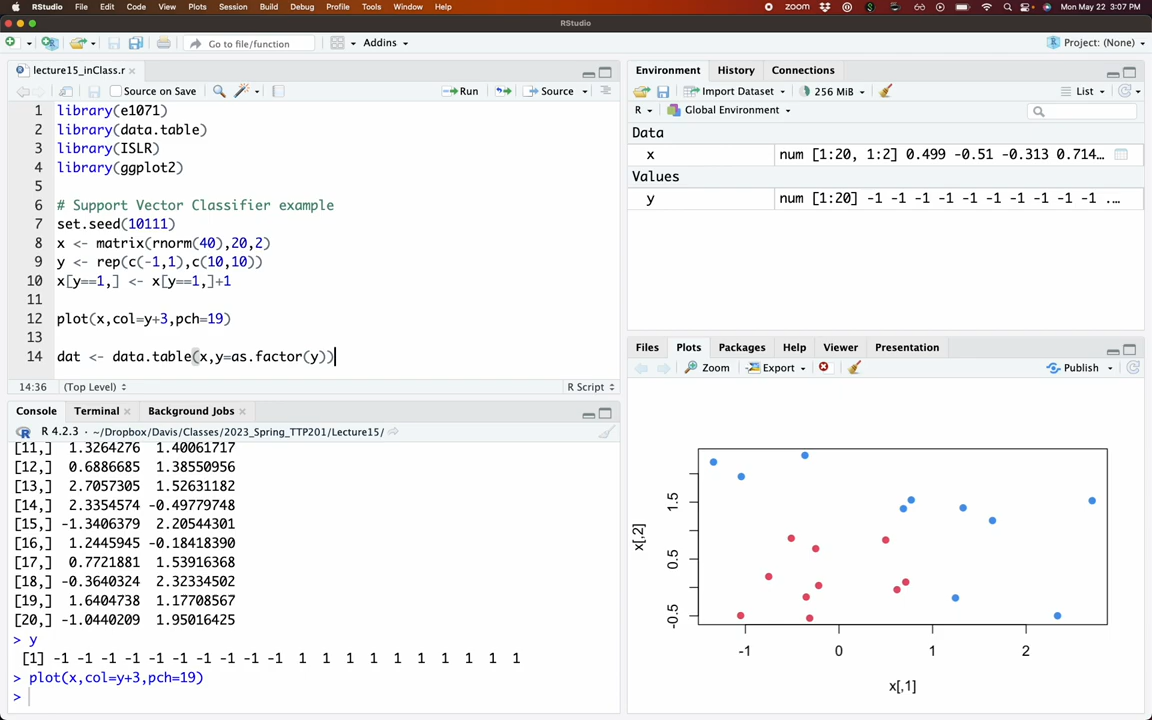 RStudio File Edit Code View Plots Session Build Debug Profile Tools Window Help zoom Mon May 22 3:07 PM
RStudio
Go to file/function Addins Project: (None)
lecture15_inClass.r
Source on Save Run Source
1 library(e1071)
2 library(data.table)
3 library(ISLR)
4 library(ggplot2)
5
6 # Support Vector Classifier example
7 set.seed(10111)
8 x <- matrix(rnorm(40),20,2)
9 y <- rep(c(-1,1),c(10,10))
10 x[y==1,] <- x[y==1,]+1
11
12 plot(x,col=y+3,pch=19)
13
14 dat <- data.table(x,y=as.factor(y))
14:36 (Top Level) R Script
Console Terminal Background Jobs
R 4.2.3 · ~/Dropbox/Davis/Classes/2023_Spring_TTP201/Lecture15/
[11,] 1.3264276 1.40061717
[12,] 0.6886685 1.38550956
[13,] 2.7057305 1.52631182
[14,] 2.3354574 -0.49779748
[15,] -1.3406379 2.20544301
[16,] 1.2445945 -0.18418390
[17,] 0.7721881 1.53916368
[18,] -0.3640324 2.32334502
[19,] 1.6404738 1.17708567
[20,] -1.0440209 1.95016425
> y
[1] -1 -1 -1 -1 -1 -1 -1 -1 -1 -1 1 1 1 1 1 1 1 1 1 1
> plot(x,col=y+3,pch=19)
>
Environment History Connections
Import Dataset 256 MiB List
R Global Environment
Data
x num [1:20, 1:2] 0.499 -0.51 -0.313 0.714…
Values
y num [1:20] -1 -1 -1 -1 -1 -1 -1 -1 -1 -1 ...
Files Plots Packages Help Viewer Presentation
Zoom Export Publish
x[,2]
1.5
0.5
-0.5
-1 0 1 2
x[,1]